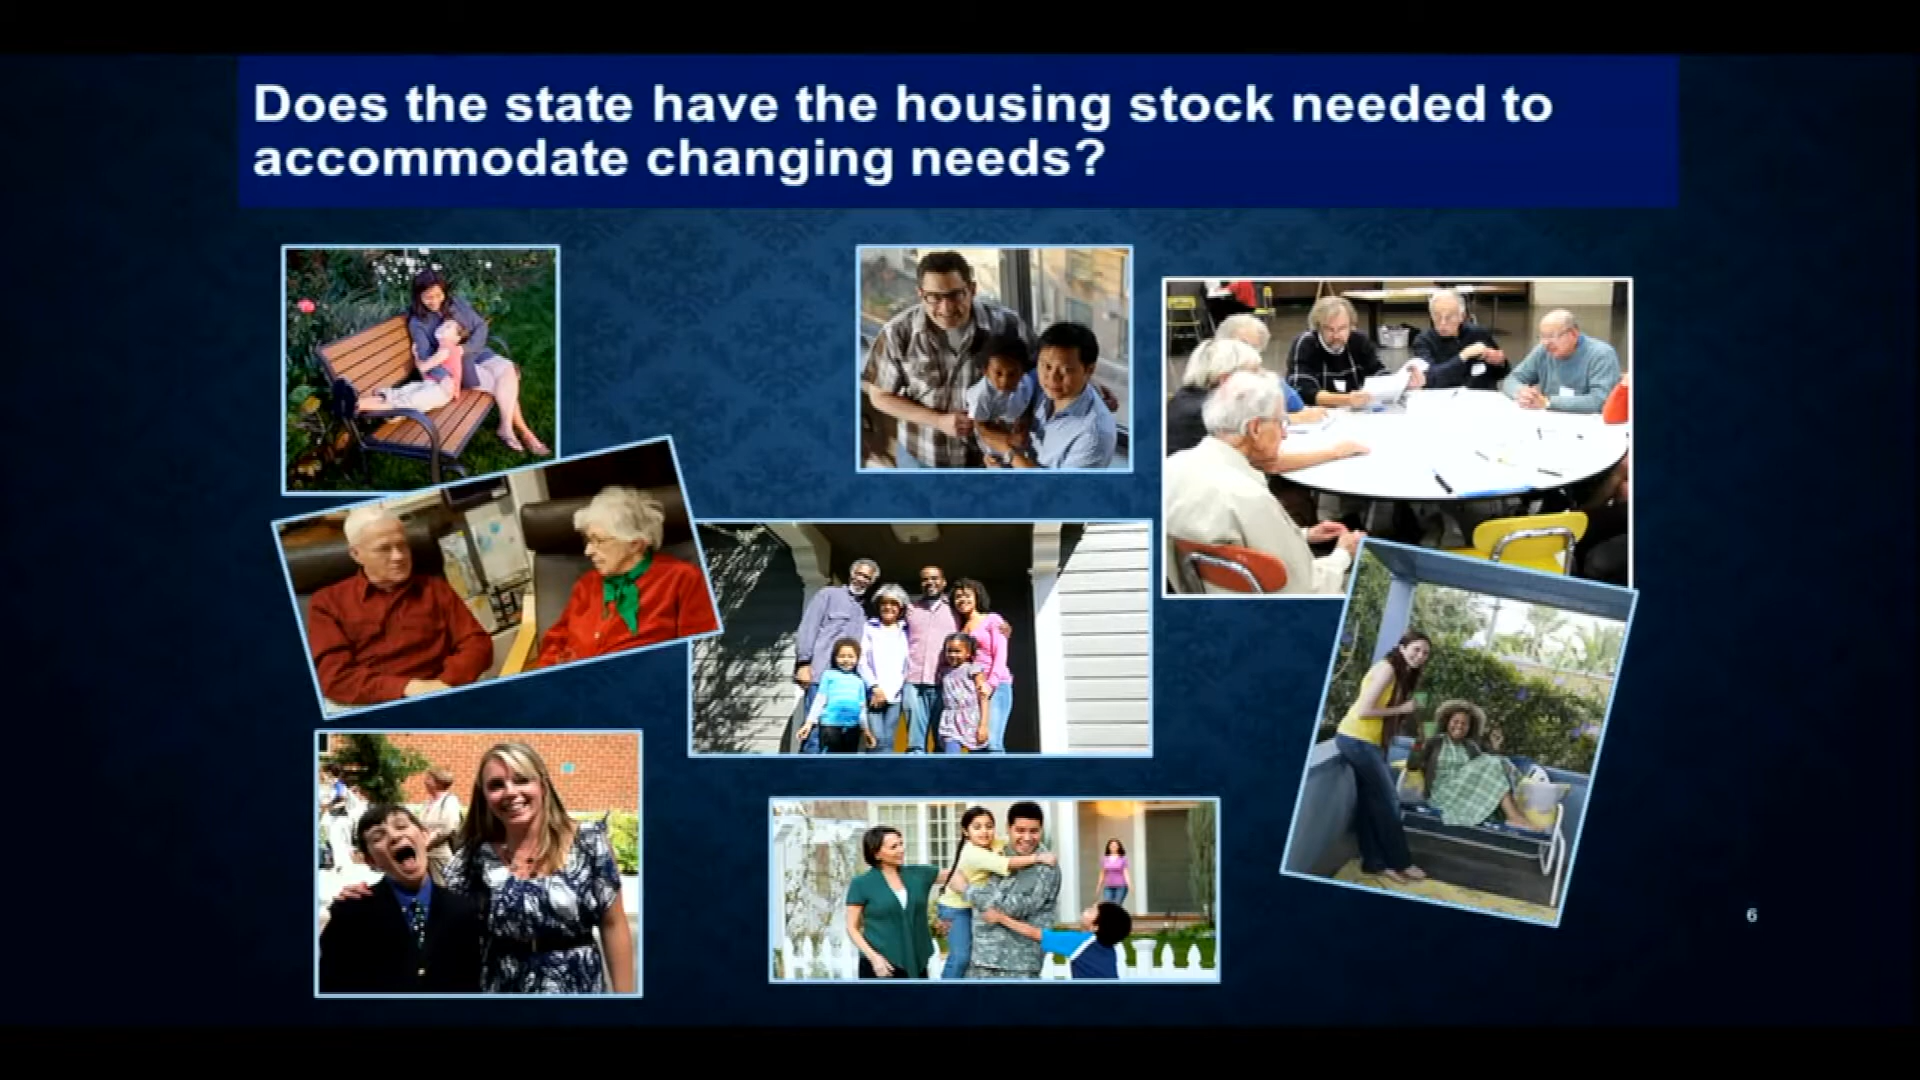 Does the state have the housing stock needed to
accommodate changing needs?
6